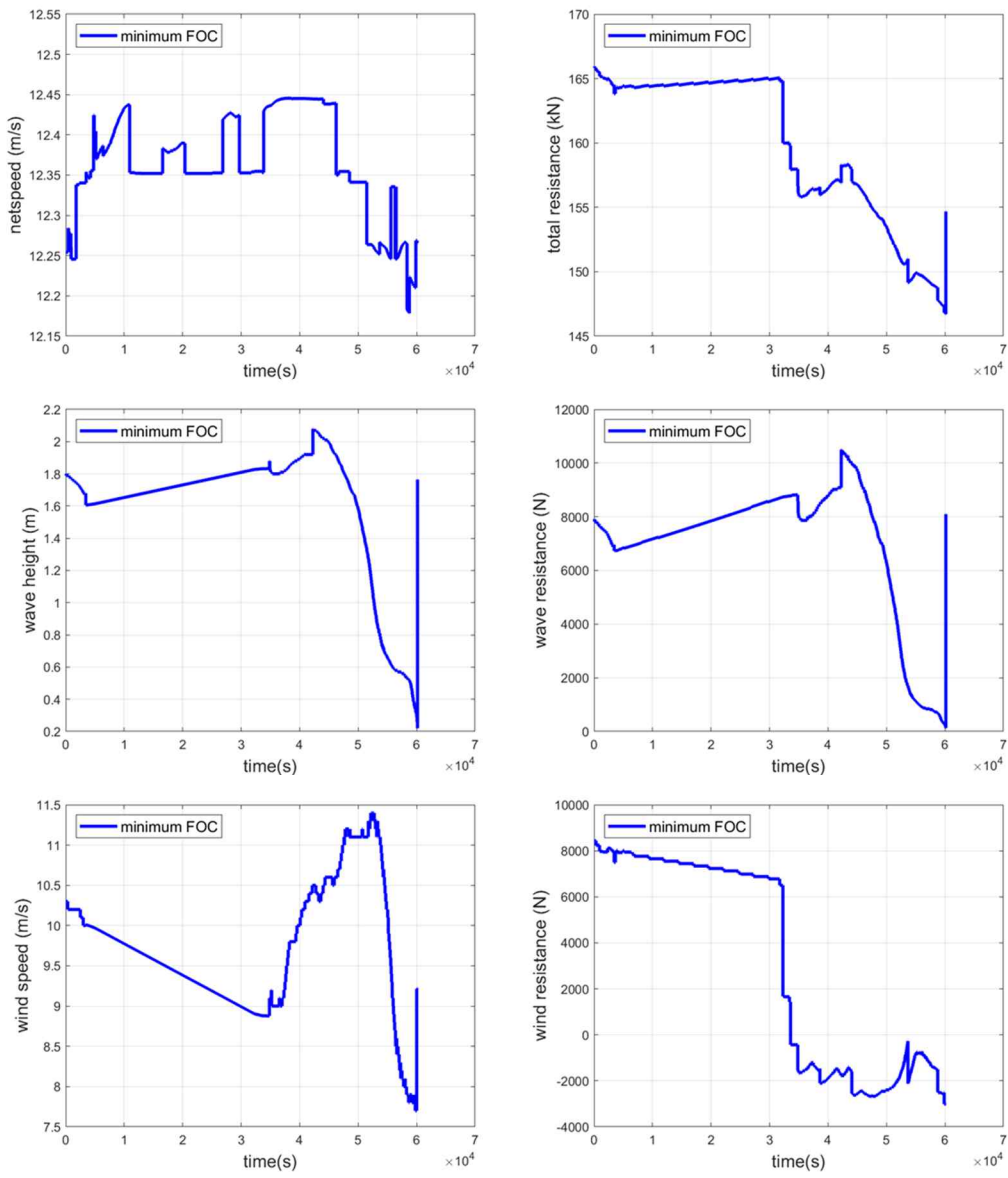 12.55
12.5
12.45
12.4
12.35
12.3
12.25
12.2
12.15
netspeed (m/s)
minimum FOC
0 1 2 3 4 5 6 7
time(s)
×10⁴
170
165
160
155
150
145
total resistance (kN)
minimum FOC
0 1 2 3 4 5 6 7
time(s)
×10⁴
2.2
2
1.8
1.6
1.4
1.2
1
0.8
0.6
0.4
0.2
wave height (m)
minimum FOC
0 1 2 3 4 5 6 7
time(s)
×10⁴
12000
10000
8000
6000
4000
2000
0
wave resistance (N)
minimum FOC
0 1 2 3 4 5 6 7
time(s)
×10⁴
11.5
11
10.5
10
9.5
9
8.5
8
7.5
wind speed (m/s)
minimum FOC
0 1 2 3 4 5 6 7
time(s)
×10⁴
10000
8000
6000
4000
2000
0
-2000
-4000
wind resistance (N)
minimum FOC
0 1 2 3 4 5 6 7
time(s)
×10⁴